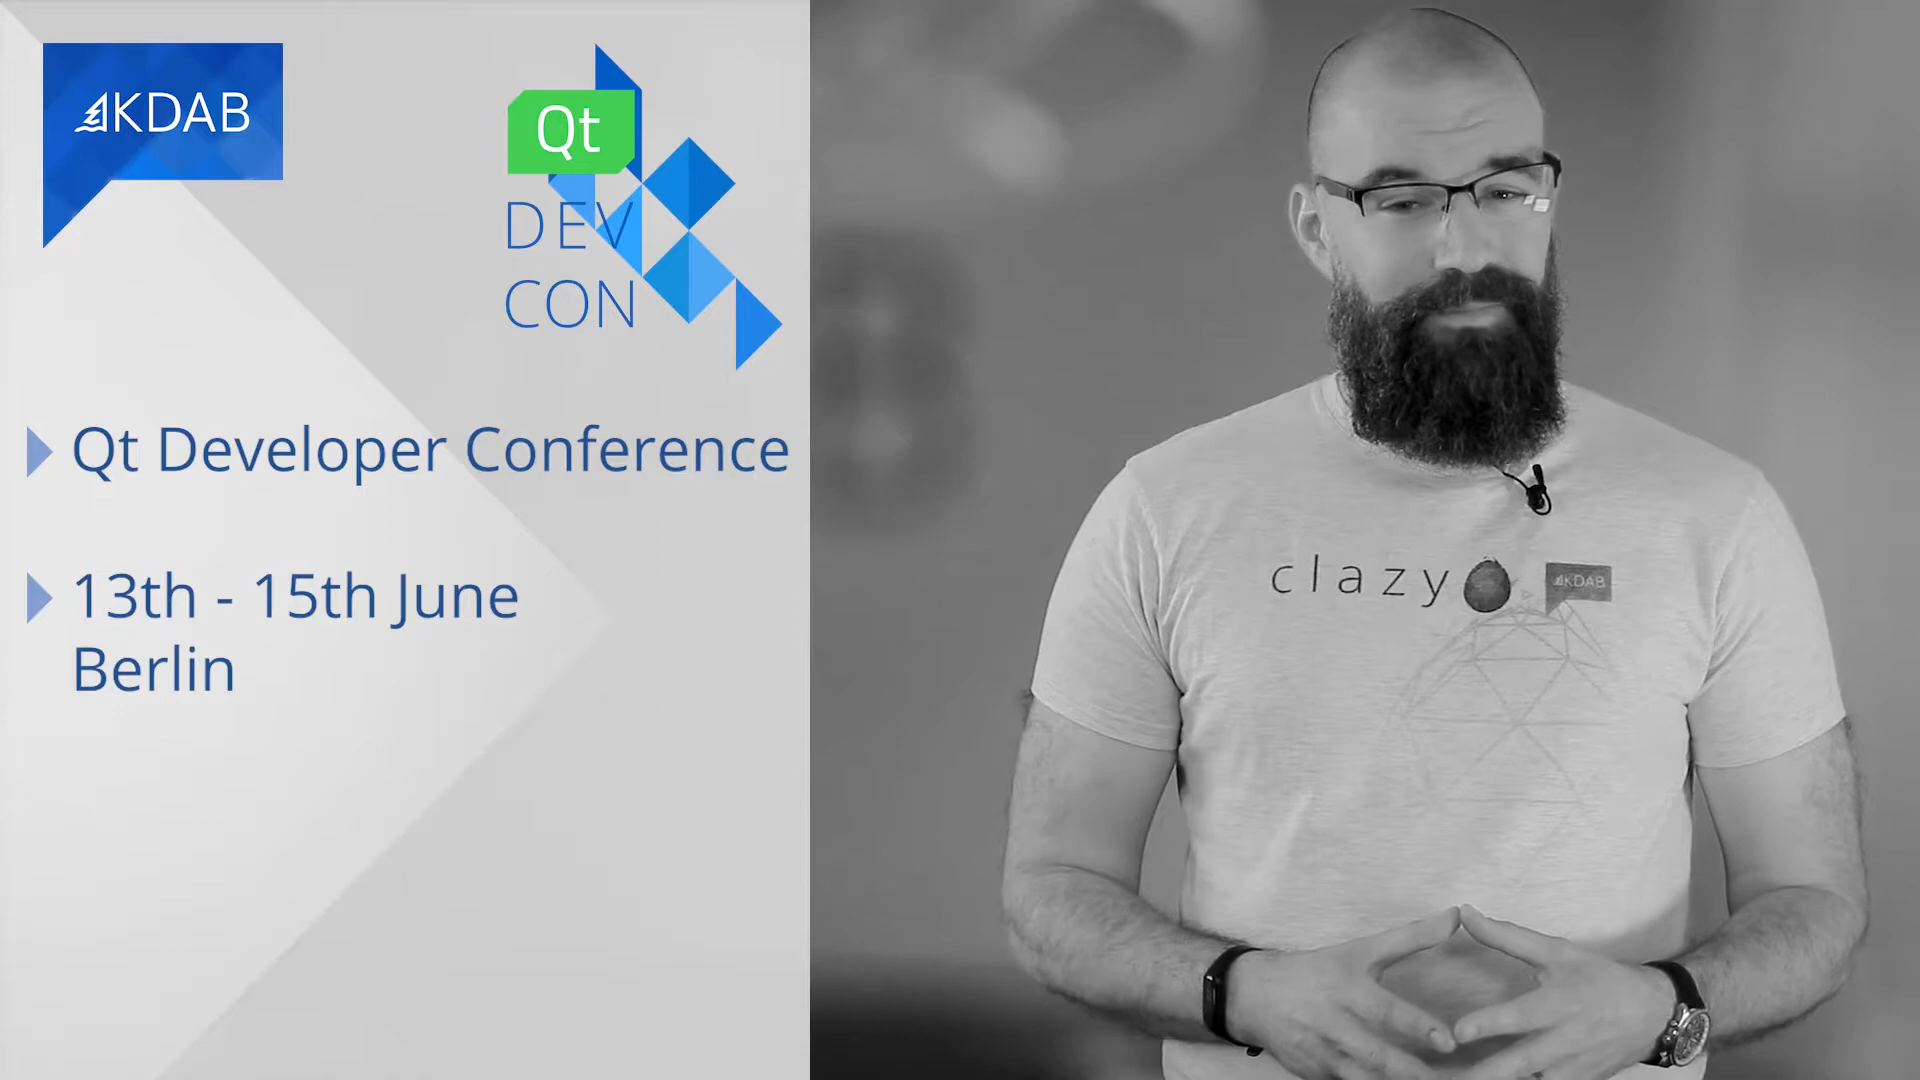 KDAB
Qt
DEV
CON
Qt Developer Conference
13th - 15th June
Berlin
clazy KDAB